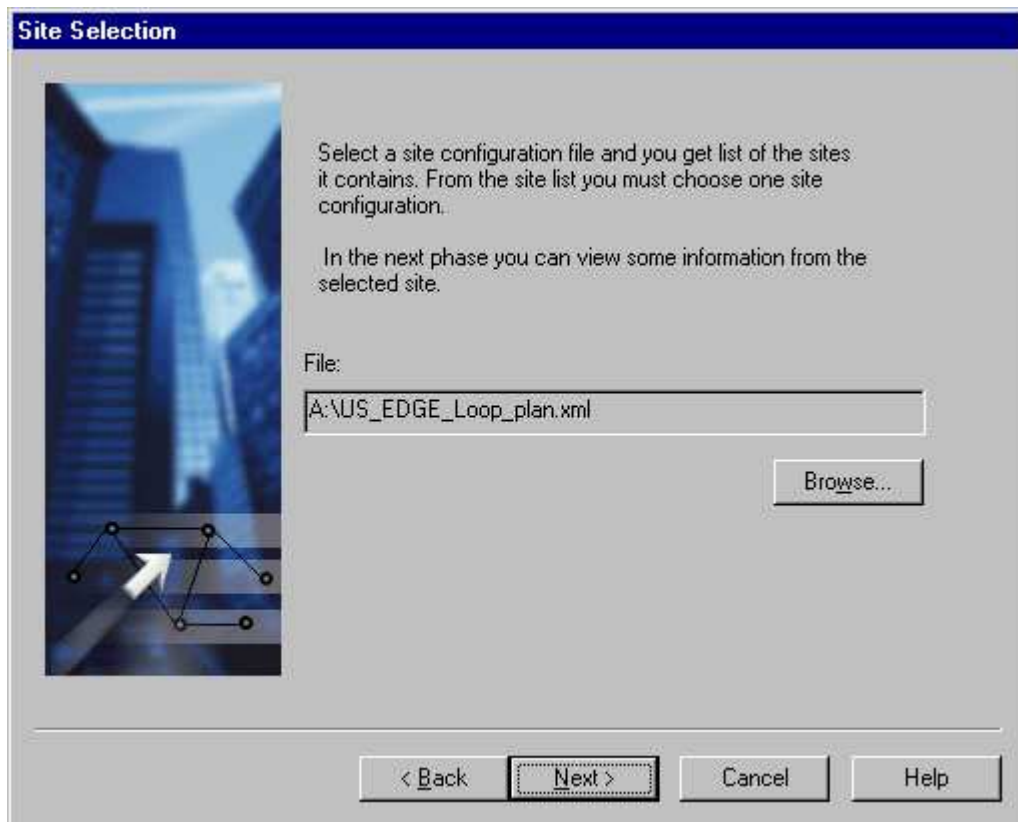 Site Selection
Select a site configuration file and you get list of the sites
it contains. From the site list you must choose one site
configuration.
In the next phase you can view some information from the
selected site.
File:
A:\US_EDGE_Loop_plan.xml
Browse...
< Back Next > Cancel Help